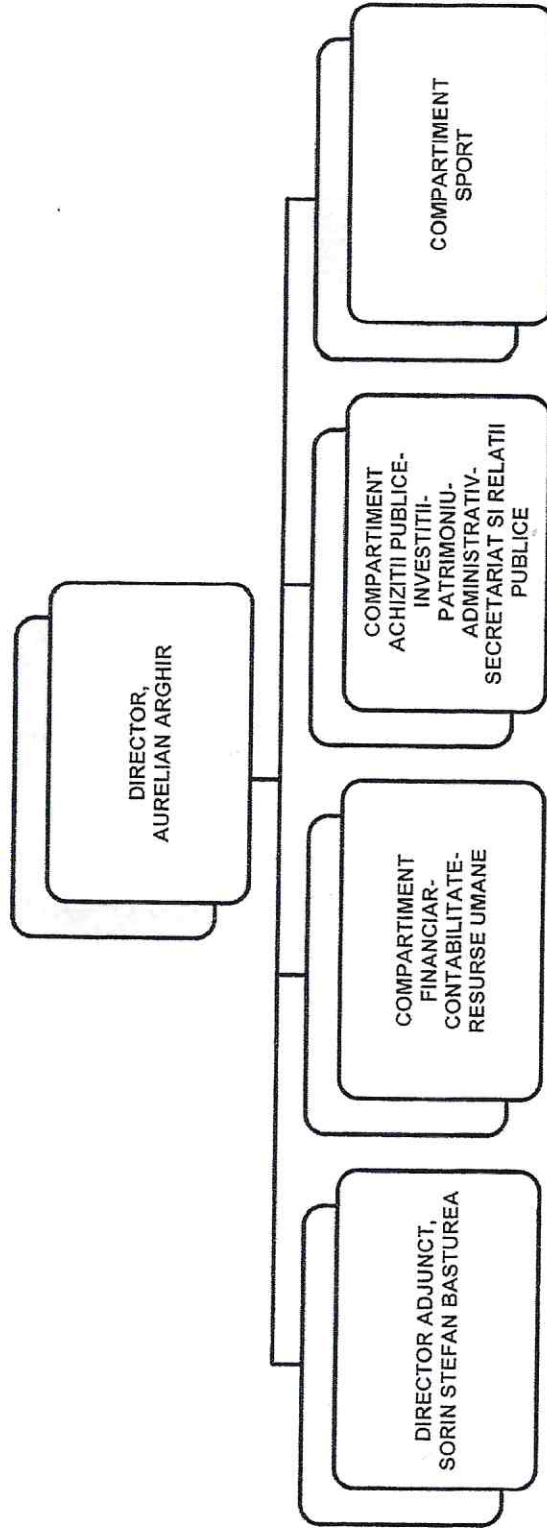 DIRECTOR,
AURELIAN ARGHIR
DIRECTOR ADJUNCT,
SORIN STEFAN BASTUREA
COMPARTIMENT
FINANCIAR-
CONTABILITATE-
RESURSE UMANE
COMPARTIMENT
ACHIZITII PUBLICE-
INVESTITII-
PATRIMONIU-
ADMINISTRATIV-
SECRETARIAT SI RELATII
PUBLICE
COMPARTIMENT
SPORT